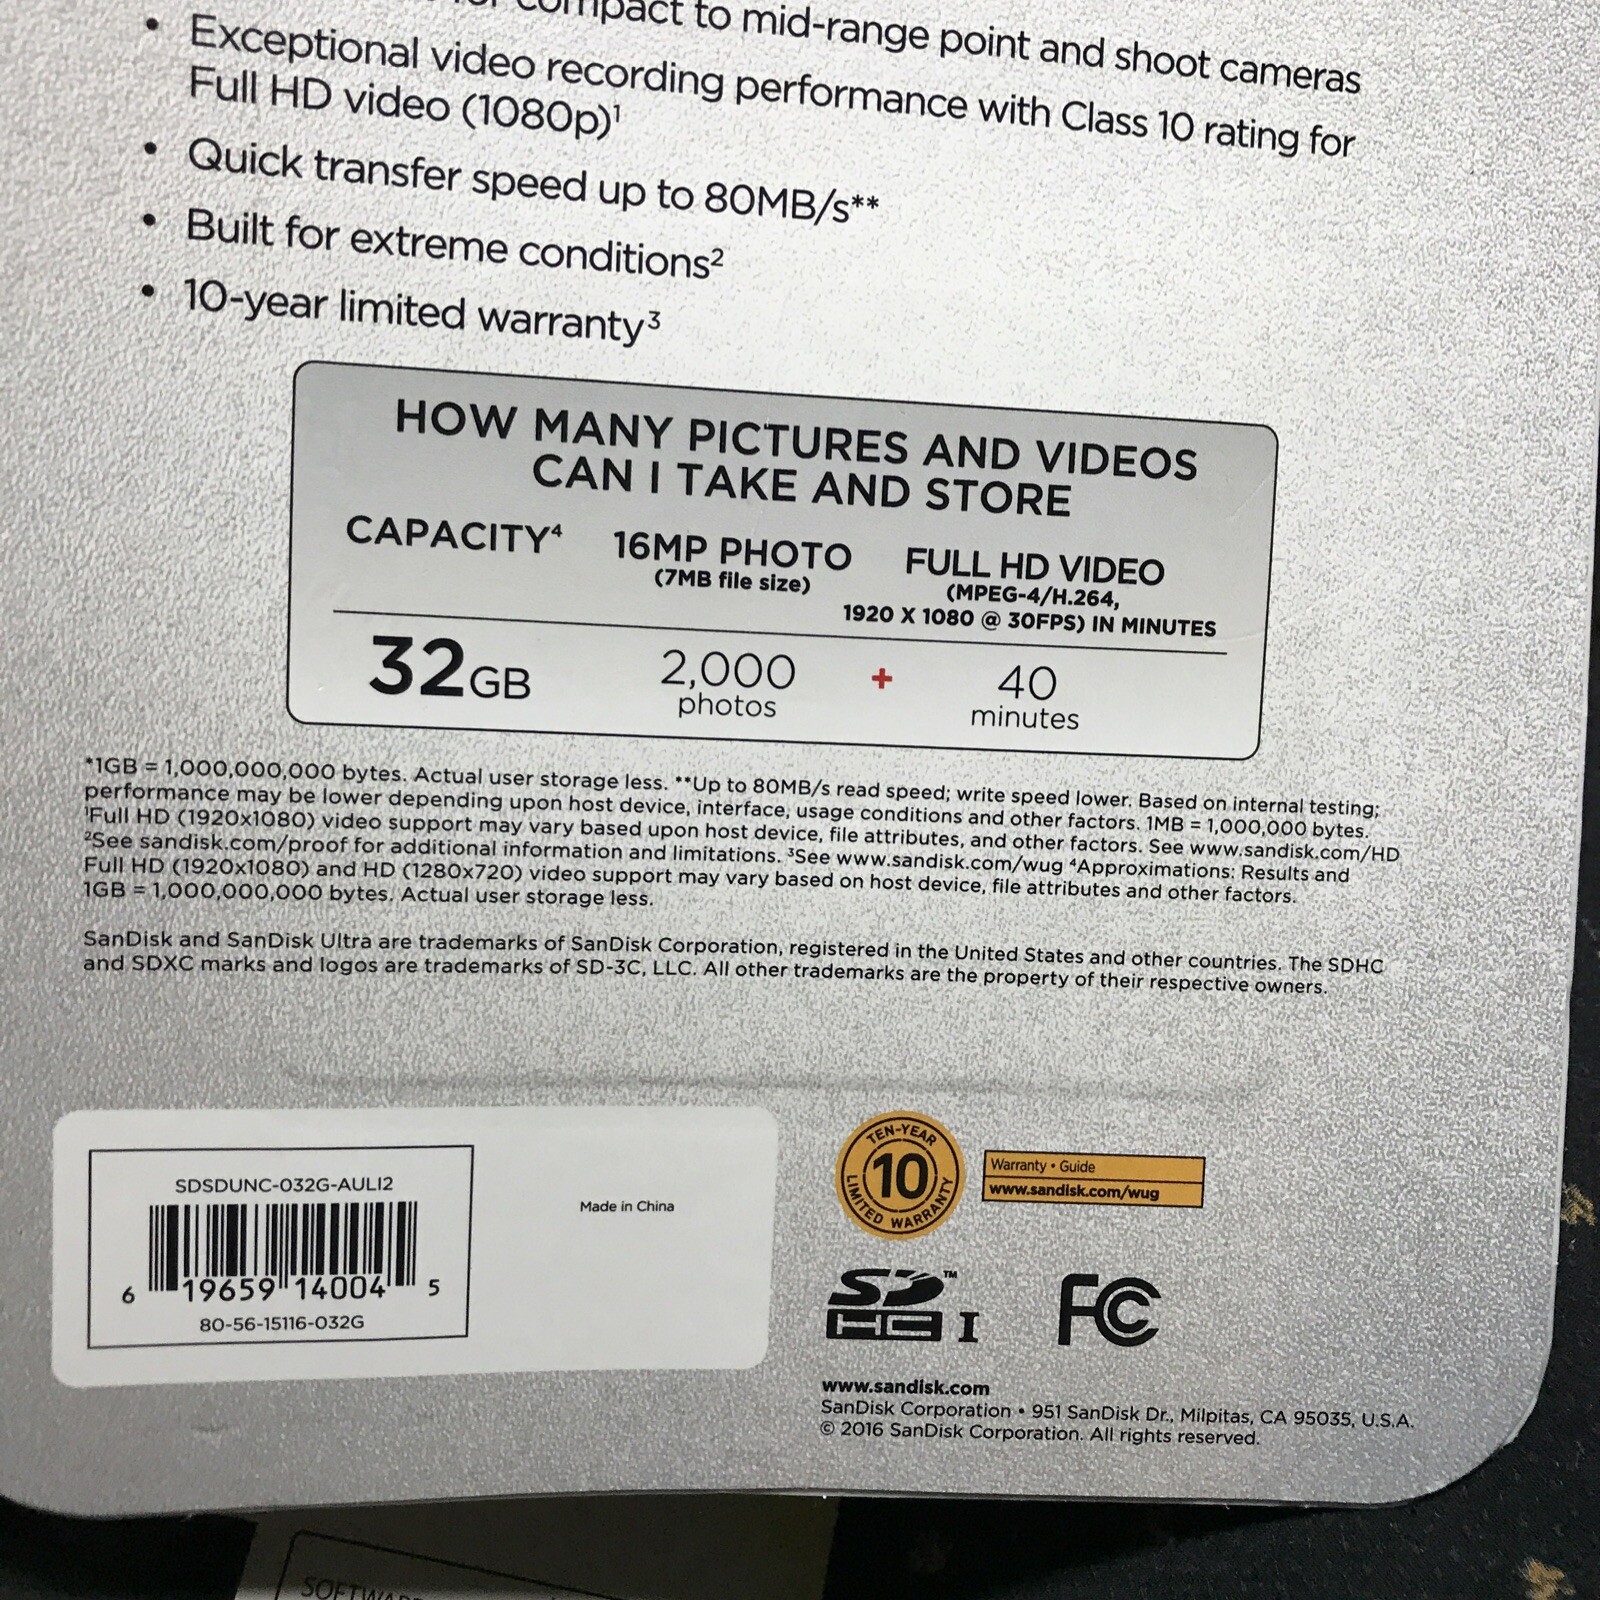 for compact to mid-range point and shoot cameras
• Exceptional video recording performance with Class 10 rating for
Full HD video (1080p)¹
• Quick transfer speed up to 80MB/s**
• Built for extreme conditions²
• 10-year limited warranty³
HOW MANY PICTURES AND VIDEOS
CAN I TAKE AND STORE
CAPACITY⁴ 16MP PHOTO FULL HD VIDEO
(7MB file size) (MPEG-4/H.264,
1920 X 1080 @ 30FPS) IN MINUTES
32GB 2,000 + 40
photos minutes
*1GB = 1,000,000,000 bytes. Actual user storage less. **Up to 80MB/s read speed; write speed lower. Based on internal testing;
performance may be lower depending upon host device, interface, usage conditions and other factors. 1MB = 1,000,000 bytes.
¹Full HD (1920x1080) video support may vary based upon host device, file attributes, and other factors. See www.sandisk.com/HD
²See sandisk.com/proof for additional information and limitations. ³See www.sandisk.com/wug ⁴Approximations: Results and
Full HD (1920x1080) and HD (1280x720) video support may vary based on host device, file attributes and other factors.
1GB = 1,000,000,000 bytes. Actual user storage less.
SanDisk and SanDisk Ultra are trademarks of SanDisk Corporation, registered in the United States and other countries. The SDHC
and SDXC marks and logos are trademarks of SD-3C, LLC. All other trademarks are the property of their respective owners.
SDSDUNC-032G-AULI2
6 19659 14004 5
80-56-15116-032G
Made in China
TEN-YEAR
10
LIMITED WARRANTY
Warranty • Guide
www.sandisk.com/wug
SD™
HC I
FC
www.sandisk.com
SanDisk Corporation • 951 SanDisk Dr., Milpitas, CA 95035, U.S.A.
© 2016 SanDisk Corporation. All rights reserved.
SOFTWARE